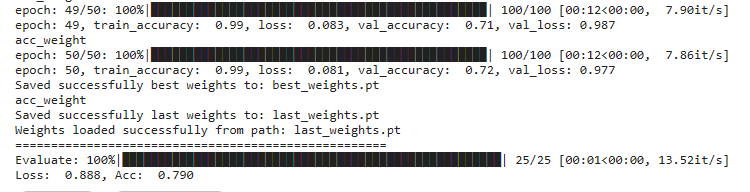 epoch: 49/50: 100%|██████████| 100/100 [00:12<00:00,  7.90it/s]
epoch: 49, train_accuracy:  0.99, loss:  0.083, val_accuracy:  0.71, val_loss: 0.987
acc_weight
epoch: 50/50: 100%|██████████| 100/100 [00:12<00:00,  7.86it/s]
epoch: 50, train_accuracy:  0.99, loss:  0.081, val_accuracy:  0.72, val_loss: 0.977
Saved successfully best weights to: best_weights.pt
acc_weight
Saved successfully last weights to: last_weights.pt
Weights loaded successfully from path: last_weights.pt
====================================================
Evaluate: 100%|██████████| 25/25 [00:01<00:00, 13.52it/s]
Loss:  0.888, Acc:  0.790